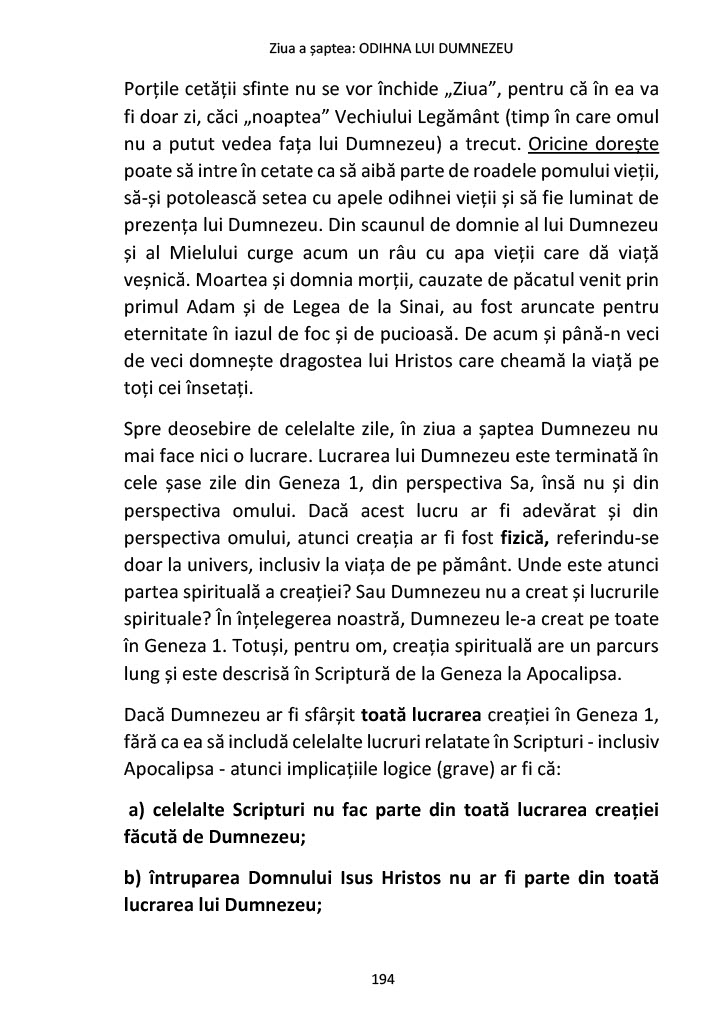 Ziua a șaptea: ODIHNA LUI DUMNEZEU
Porțile cetății sfinte nu se vor închide „Ziua”, pentru că în ea va
fi doar zi, căci „noaptea” Vechiului Legământ (timp în care omul
nu a putut vedea fața lui Dumnezeu) a trecut. Oricine dorește
poate să intre în cetate ca să aibă parte de roadele pomului vieții,
să-și potolească setea cu apele odihnei vieții și să fie luminat de
prezența lui Dumnezeu. Din scaunul de domnie al lui Dumnezeu
și al Mielului curge acum un râu cu apa vieții care dă viață
veșnică. Moartea și domnia morții, cauzate de păcatul venit prin
primul Adam și de Legea de la Sinai, au fost aruncate pentru
eternitate în iazul de foc și de pucioasă. De acum și până-n veci
de veci domnește dragostea lui Hristos care cheamă la viață pe
toți cei însetați.
Spre deosebire de celelalte zile, în ziua a șaptea Dumnezeu nu
mai face nici o lucrare. Lucrarea lui Dumnezeu este terminată în
cele șase zile din Geneza 1, din perspectiva Sa, însă nu și din
perspectiva omului. Dacă acest lucru ar fi adevărat și din
perspectiva omului, atunci creația ar fi fost fizică, referindu-se
doar la univers, inclusiv la viața de pe pământ. Unde este atunci
partea spirituală a creației? Sau Dumnezeu nu a creat și lucrurile
spirituale? În înțelegerea noastră, Dumnezeu le-a creat pe toate
în Geneza 1. Totuși, pentru om, creația spirituală are un parcurs
lung și este descrisă în Scriptură de la Geneza la Apocalipsa.
Dacă Dumnezeu ar fi sfârșit toată lucrarea creației în Geneza 1,
fără ca ea să includă celelalte lucruri relatate în Scripturi - inclusiv
Apocalipsa - atunci implicațiile logice (grave) ar fi că:
a) celelalte Scripturi nu fac parte din toată lucrarea creației
făcută de Dumnezeu;
b) întruparea Domnului Isus Hristos nu ar fi parte din toată
lucrarea lui Dumnezeu;
194